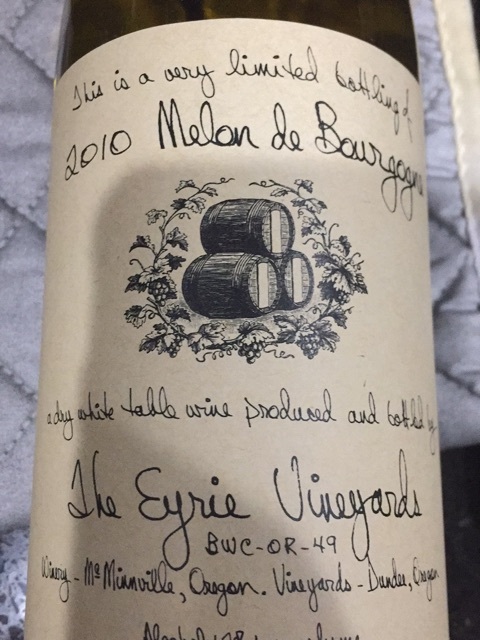 This is a very limited bottling of
2010 Melon de Bourgogne
a dry white table wine produced and bottled by
The Eyrie Vineyards
BWC-OR-49
Winery - McMinnville, Oregon. Vineyards - Dundee, Oregon
Alcohol